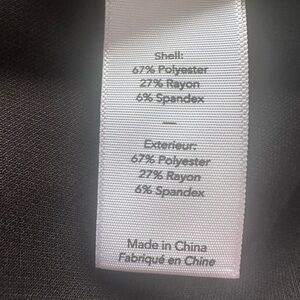 Shell:
67% Polyester
27% Rayon
6% Spandex
—
Exterieur:
67% Polyester
27% Rayon
6% Spandex
Made in China
Fabriqué en Chine